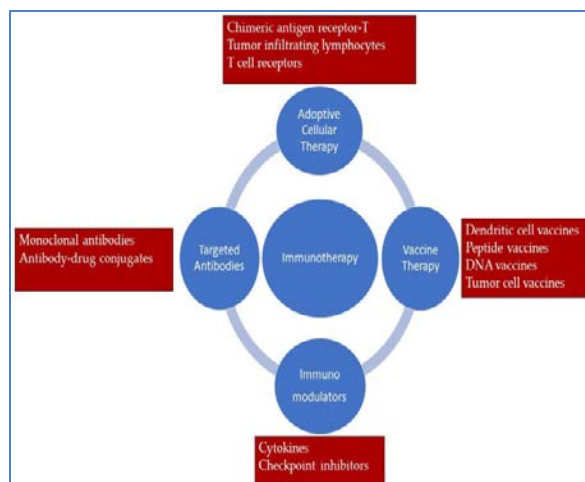 Chimeric antigen receptor-T
Tumor infiltrating lymphocytes
T cell receptors
Adoptive
Cellular
Therapy
Monoclonal antibodies
Antibody-drug conjugates
Targeted
Antibodies
Immunotherapy
Vaccine
Therapy
Dendritic cell vaccines
Peptide vaccines
DNA vaccines
Tumor cell vaccines
Immuno
modulators
Cytokines
Checkpoint inhibitors